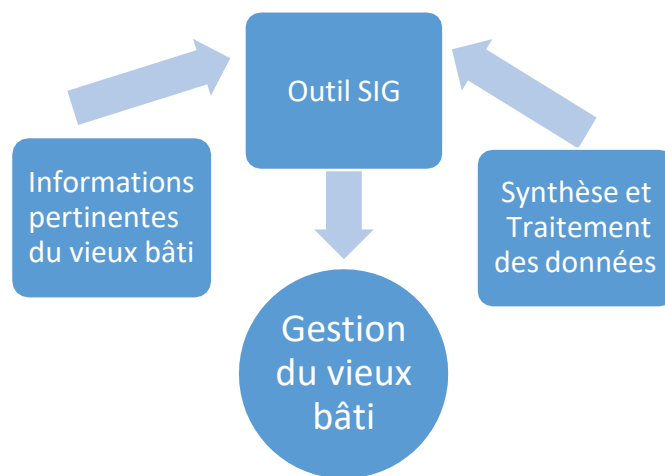 Outil SIG
Informations
pertinentes
du vieux bâti
Synthèse et
Traitement
des données
Gestion
du vieux
bâti